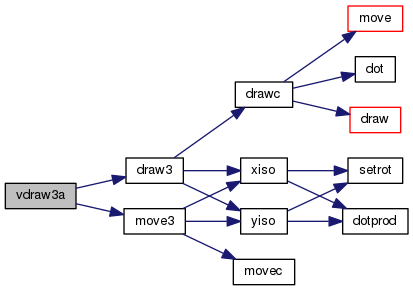 move
dot
drawc
draw
draw3
xiso
setrot
vdraw3a
move3
yiso
dotprod
movec